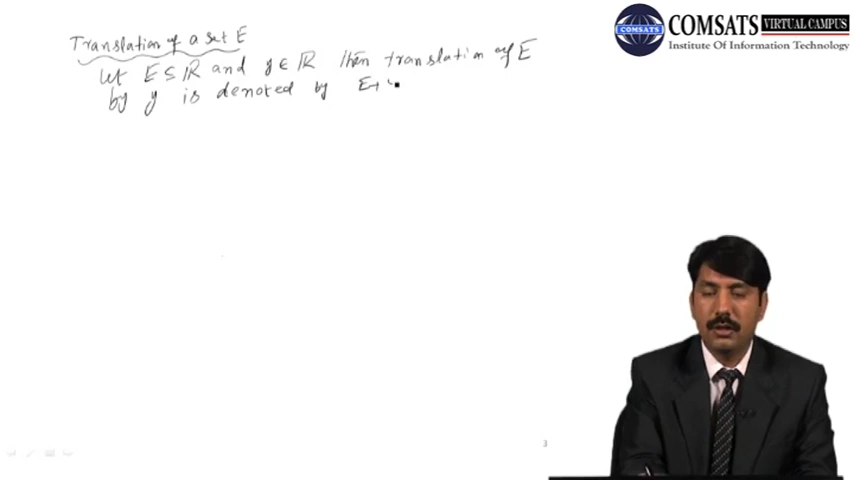 COMSATS VIRTUAL CAMPUS
Institute Of Information Technology
COMSATS
Translation of a set E
let E ⊆ ℝ and y ∈ ℝ then translation of E
by y is denoted by E+
3